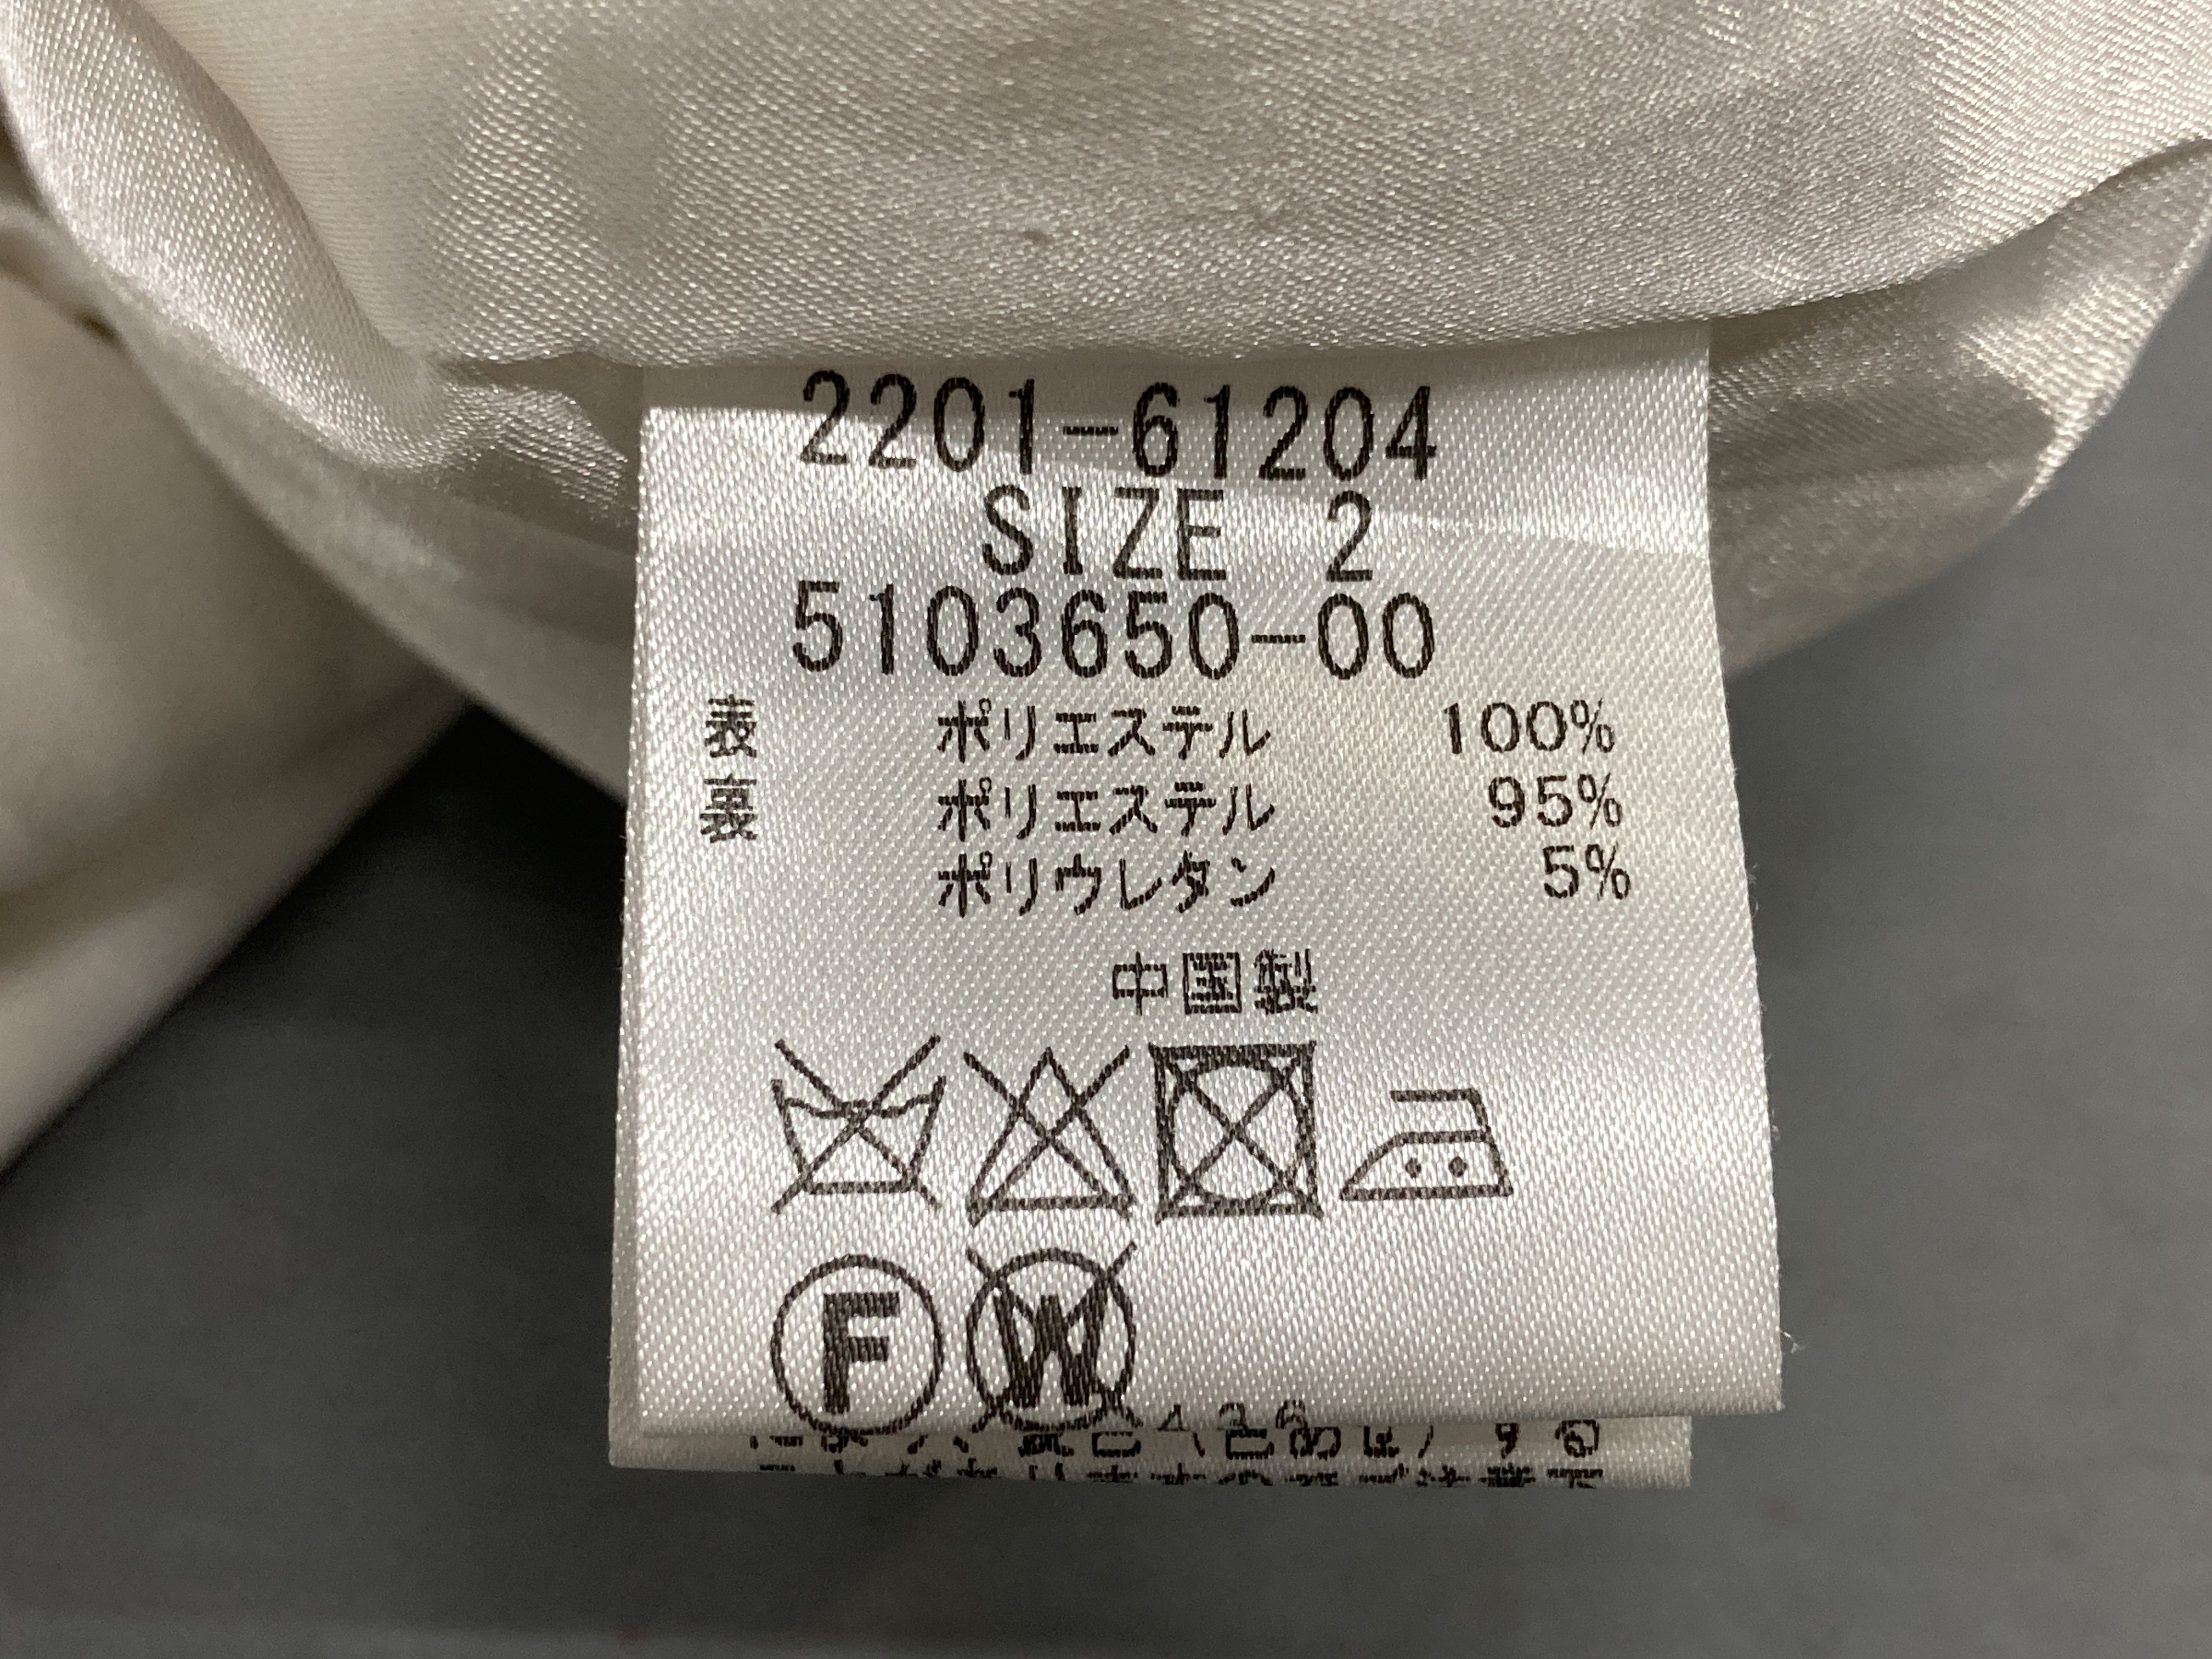 2201-61204
SIZE 2
5103650-00
表 ポリエステル 100%
裏 ポリエステル 95%
ポリウレタン 5%
中国製
F W